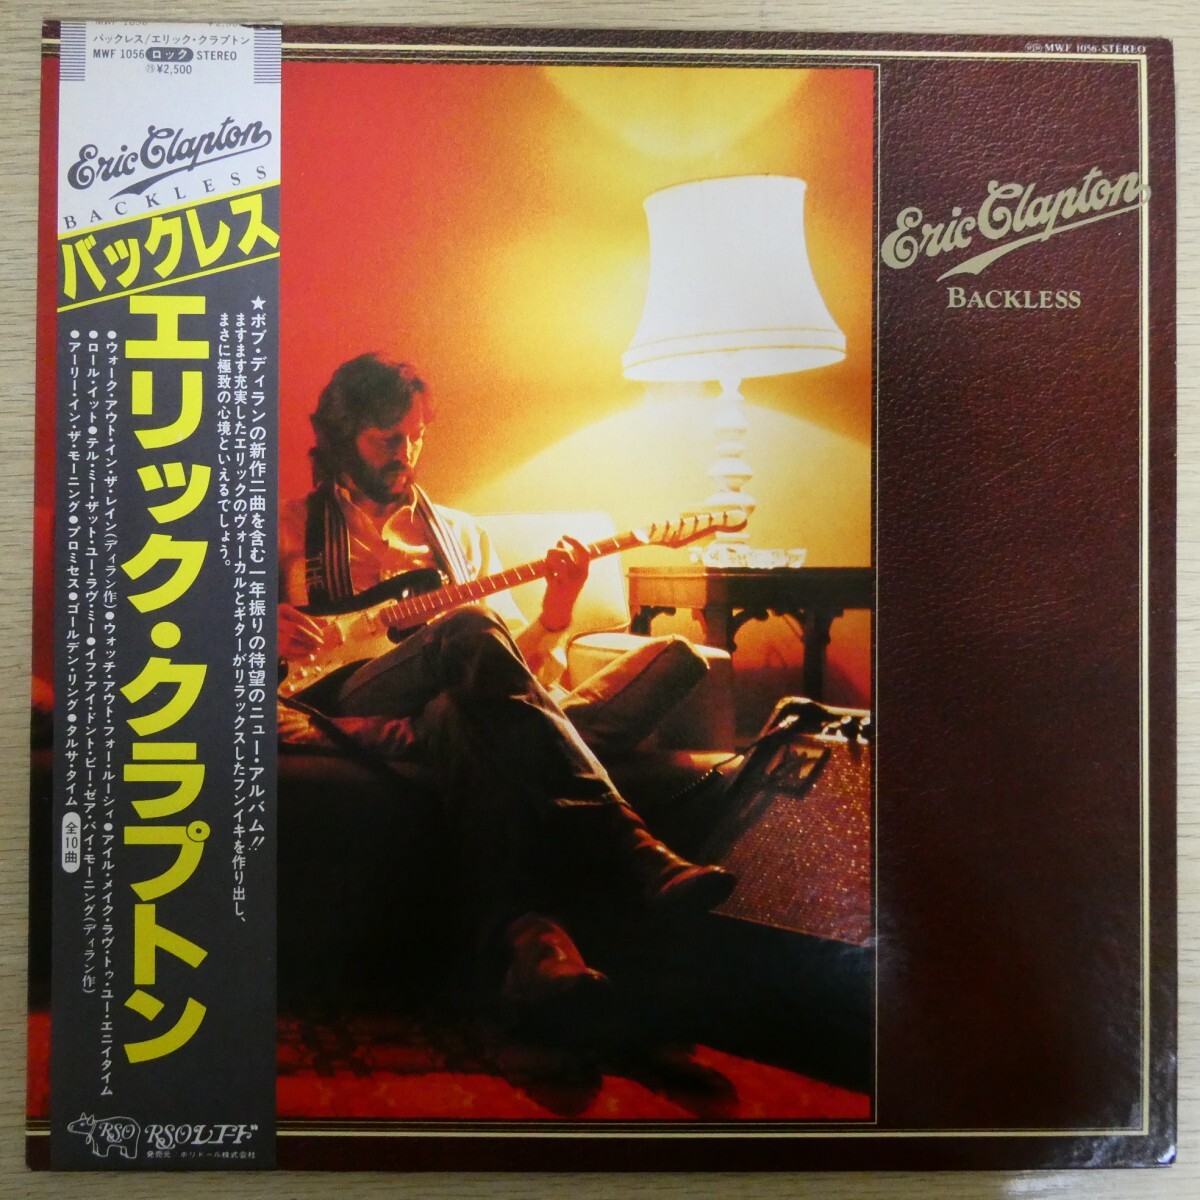 バックレス/エリック・クラプトン
MWF 1056 ロック STEREO
㉕¥2,500
Eric Clapton
BACKLESS
バックレス
エリック・クラプトン
★ボブ・ディランの新作二曲を含む一年振りの待望のニュー・アルバム!!
ますます充実したエリックのヴォーカルとギターがリラックスしたフンイキを作り出し、
まさに極致の心境といえるでしょう。
●ウォーク・アウト・イン・ザ・レイン(ディラン作)●ウォッチ・アウト・フォー・ルーシィ●アイル・メイク・ラヴ・トゥ・ユー・エニイタイム
●ロール・イット●テル・ミー・ザット・ユー・ラヴ・ミー●イフ・アイ・ドント・ビー・ゼア・バイ・モーニング(ディラン作)
●アーリー・イン・ザ・モーニング●プロミセス●ゴールデン・リング●タルサ・タイム 全10曲
RSO RSOレコード
発売元 ポリドール株式会社
MWF 1056-STEREO
Eric Clapton
BACKLESS